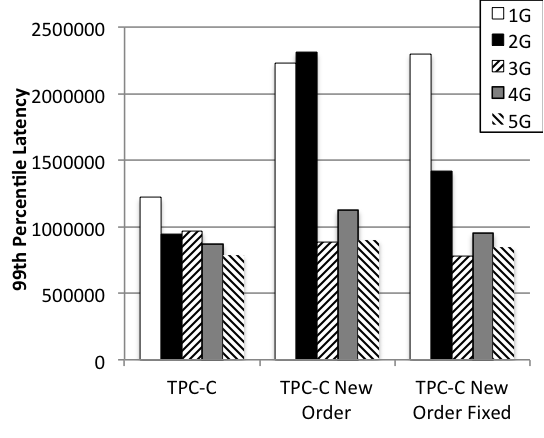 1G
2G
3G
4G
5G
99th Percentile Latency
2500000
2000000
1500000
1000000
500000
0
TPC-C
TPC-C New
Order
TPC-C New
Order Fixed